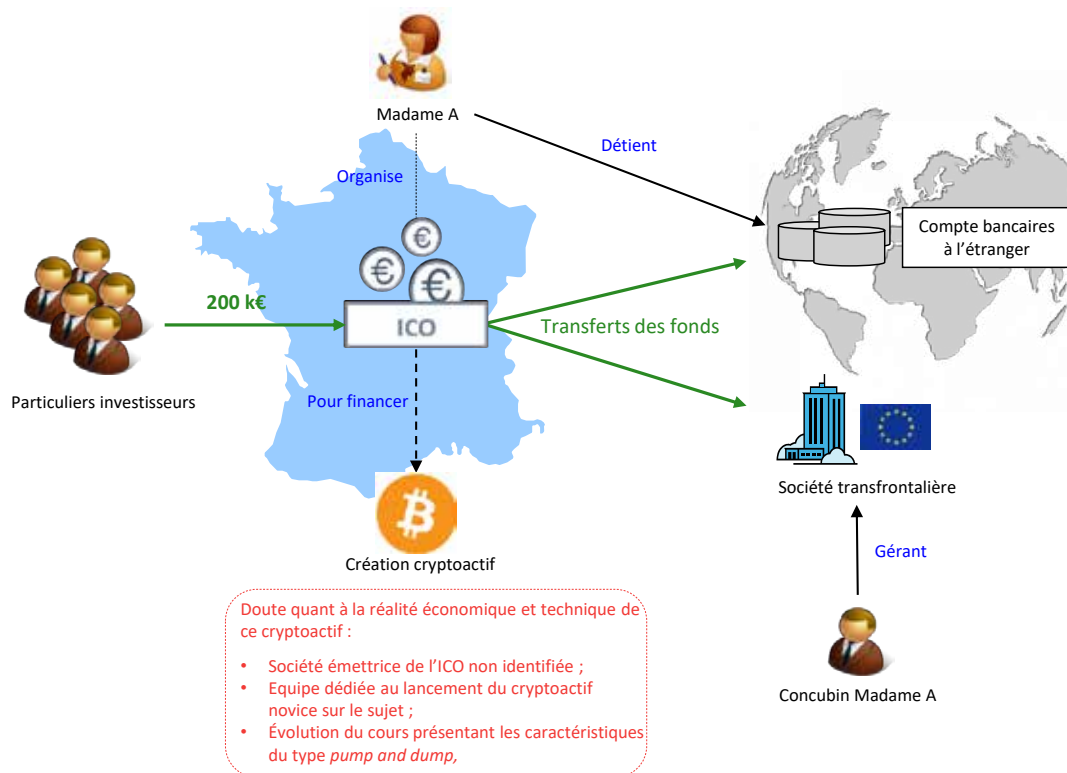 Madame A
Détient
Organise
Compte bancaires
à l'étranger
€
€
€
200 k€
ICO
Transferts des fonds
Particuliers investisseurs
Pour financer
Société transfrontalière
Création cryptoactif
Gérant
Doute quant à la réalité économique et technique de
ce cryptoactif :
• Société émettrice de l'ICO non identifiée ;
• Equipe dédiée au lancement du cryptoactif
novice sur le sujet ;
• Évolution du cours présentant les caractéristiques
du type pump and dump,
Concubin Madame A